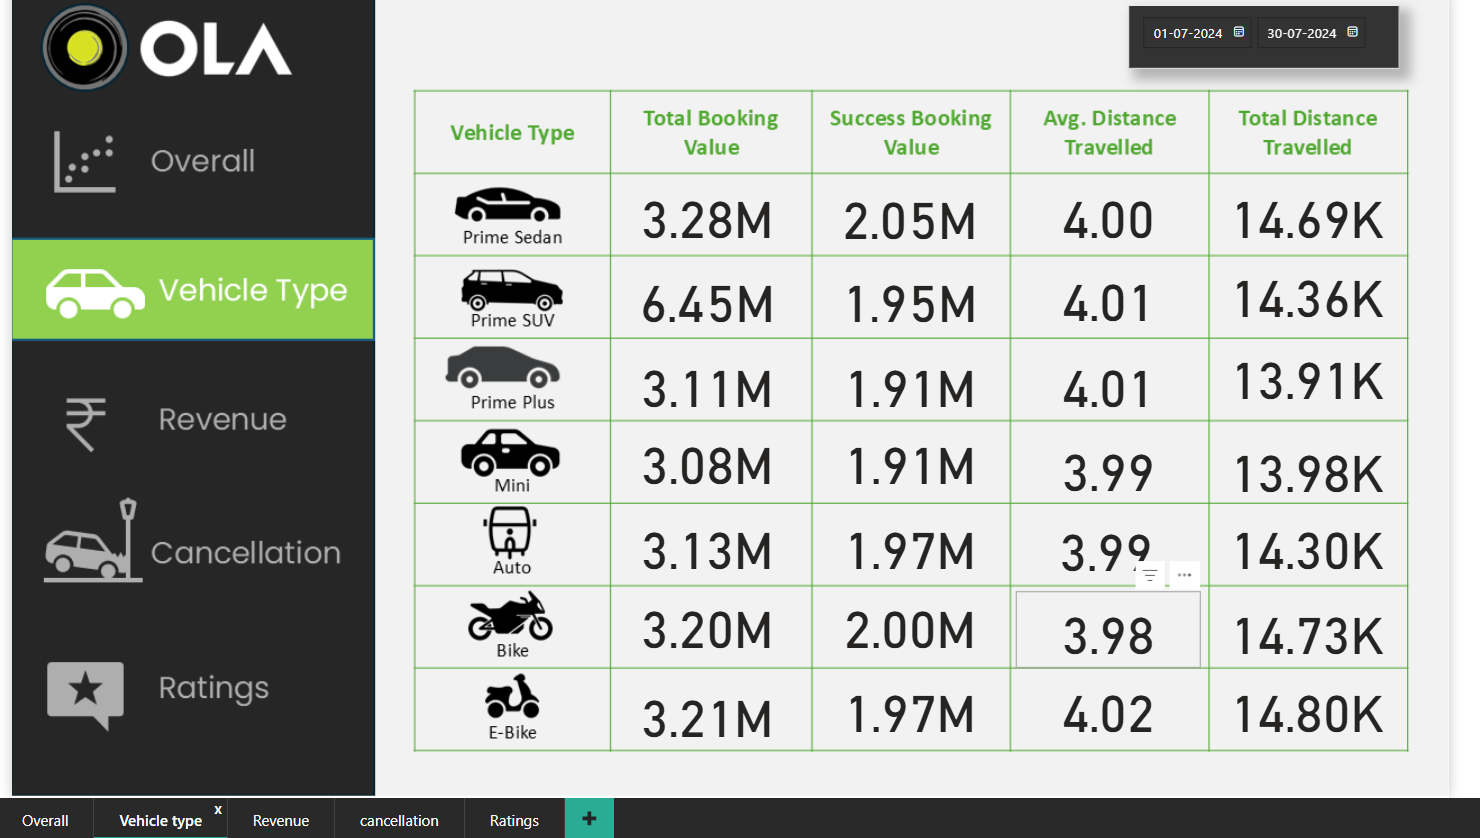 OLA
01-07-2024 30-07-2024
Overall
Vehicle Type
Revenue
Cancellation
Ratings
Vehicle Type Total Booking Value Success Booking Value Avg. Distance Travelled Total Distance Travelled
Prime Sedan 3.28M 2.05M 4.00 14.69K
Prime SUV 6.45M 1.95M 4.01 14.36K
Prime Plus 3.11M 1.91M 4.01 13.91K
Mini 3.08M 1.91M 3.99 13.98K
Auto 3.13M 1.97M 3.99 14.30K
Bike 3.20M 2.00M 3.98 14.73K
E-Bike 3.21M 1.97M 4.02 14.80K
Overall Vehicle type x Revenue cancellation Ratings +